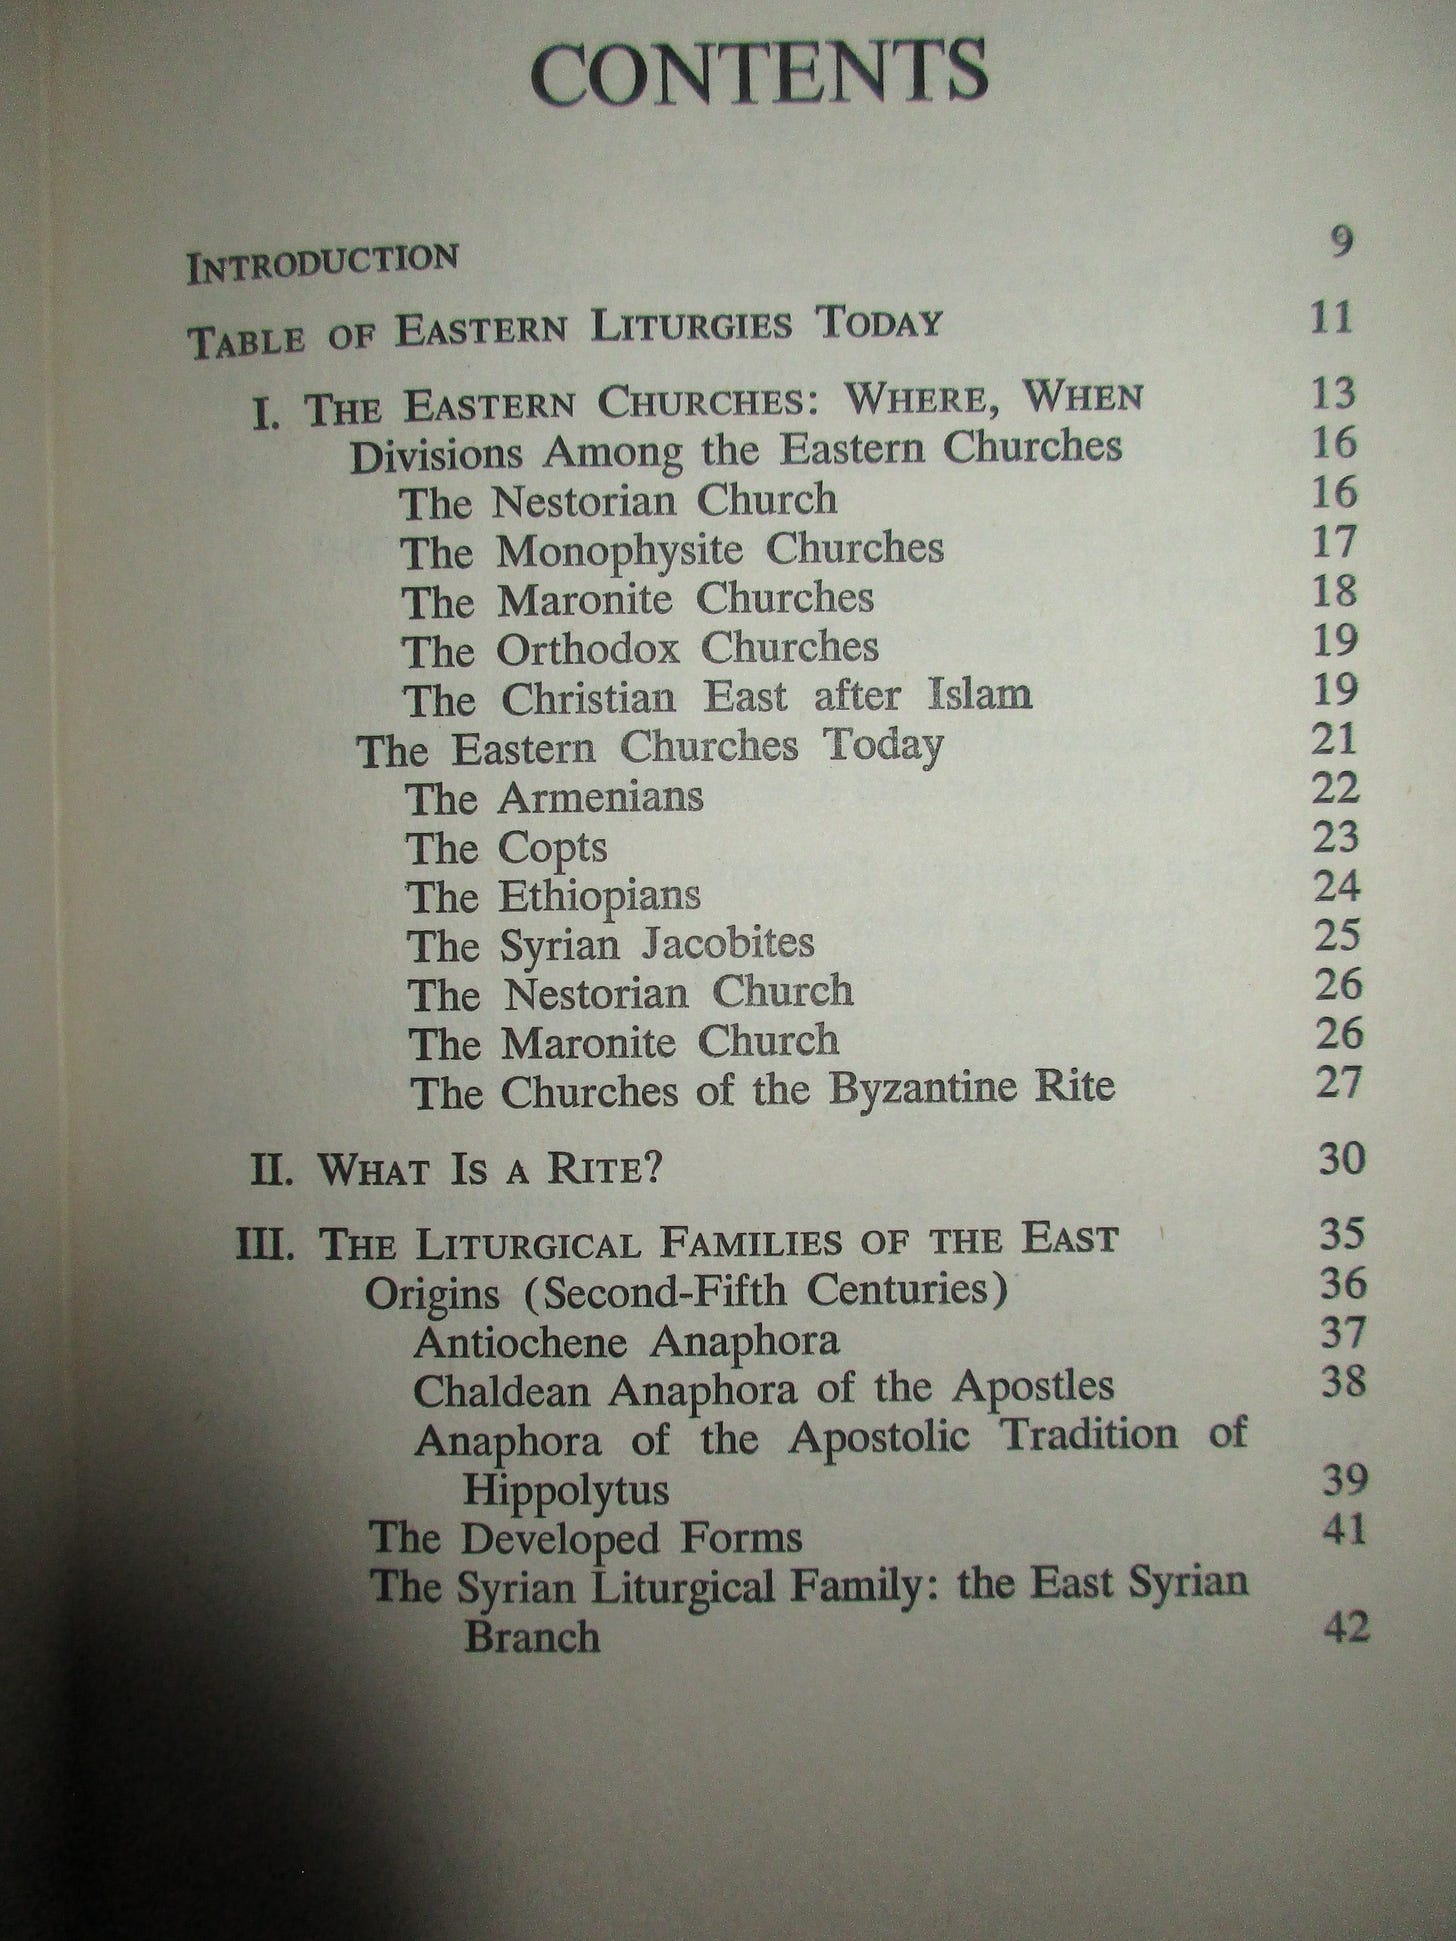 CONTENTS
INTRODUCTION 9
TABLE OF EASTERN LITURGIES TODAY 11
I. THE EASTERN CHURCHES: WHERE, WHEN 13
Divisions Among the Eastern Churches 16
The Nestorian Church 16
The Monophysite Churches 17
The Maronite Churches 18
The Orthodox Churches 19
The Christian East after Islam 19
The Eastern Churches Today 21
The Armenians 22
The Copts 23
The Ethiopians 24
The Syrian Jacobites 25
The Nestorian Church 26
The Maronite Church 26
The Churches of the Byzantine Rite 27
II. WHAT IS A RITE? 30
III. THE LITURGICAL FAMILIES OF THE EAST 35
Origins (Second-Fifth Centuries) 36
Antiochene Anaphora 37
Chaldean Anaphora of the Apostles 38
Anaphora of the Apostolic Tradition of
Hippolytus 39
The Developed Forms 41
The Syrian Liturgical Family: the East Syrian
Branch 42